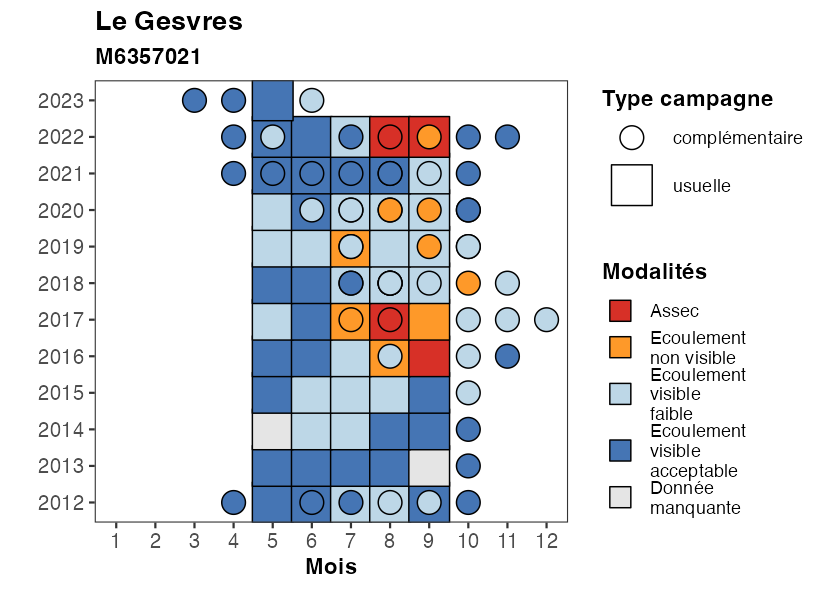 Le Gesvres
M6357021
2023
2022
2021
2020
2019
2018
2017
2016
2015
2014
2013
2012
1 2 3 4 5 6 7 8 9 10 11 12
Mois
Type campagne
complémentaire
usuelle
Modalités
Assec
Ecoulement
non visible
Ecoulement
visible
faible
Ecoulement
visible
acceptable
Donnée
manquante